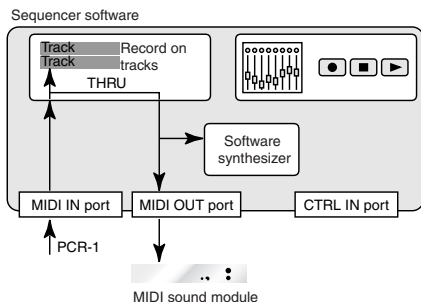 Sequencer software
Track
Record on
Track
tracks
THRU
Software
synthesizer
MIDI IN port
MIDI OUT port
CTRL IN port
PCR-1
MIDI sound module